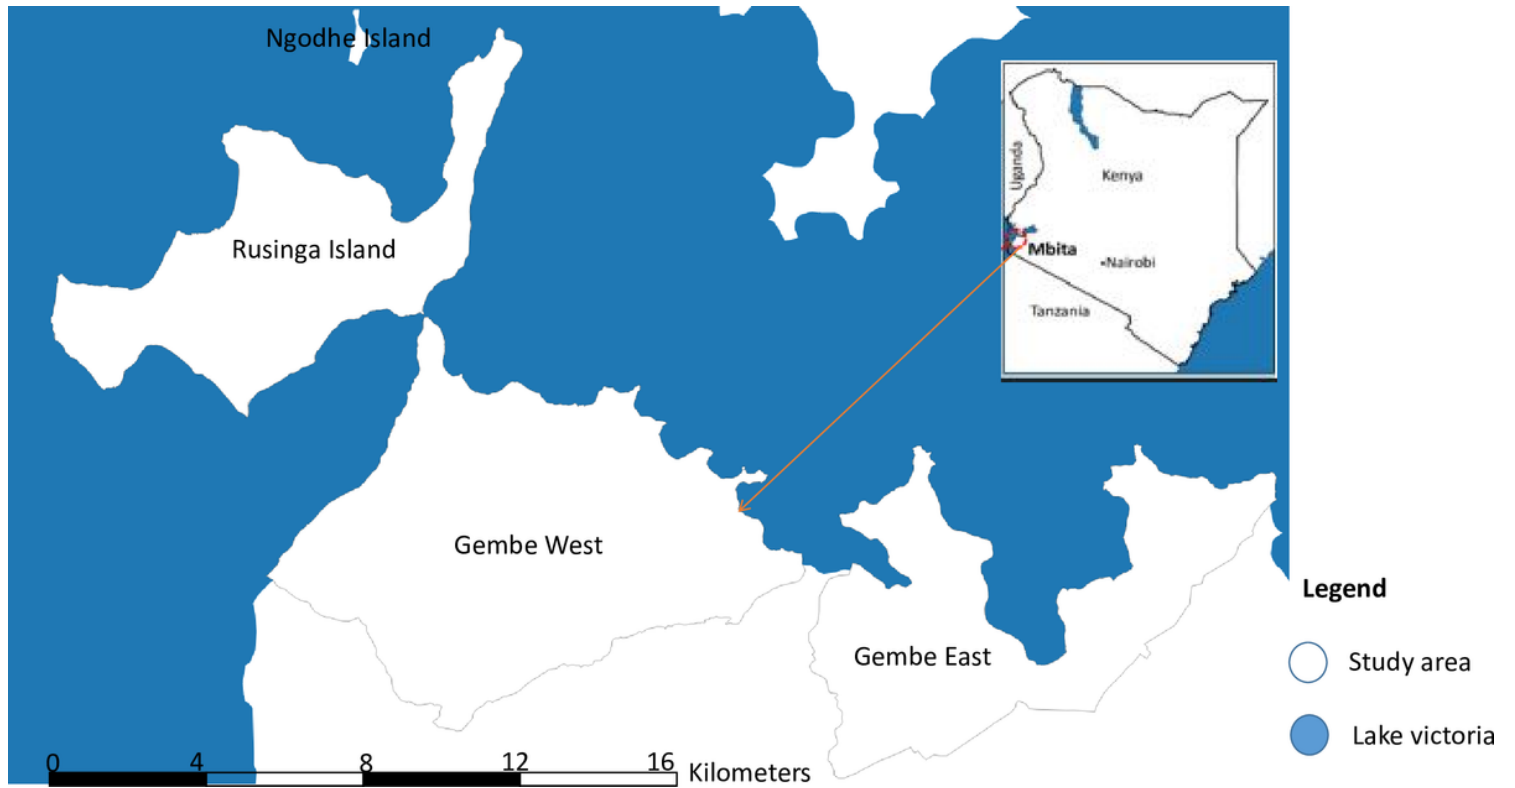 Ngodhe Island
Rusinga Island
Uganda
Kenya
Mbita
Nairobi
Tanzania
Gembe West
Gembe East
Legend
Study area
Lake victoria
0 4 8 12 16
Kilometers